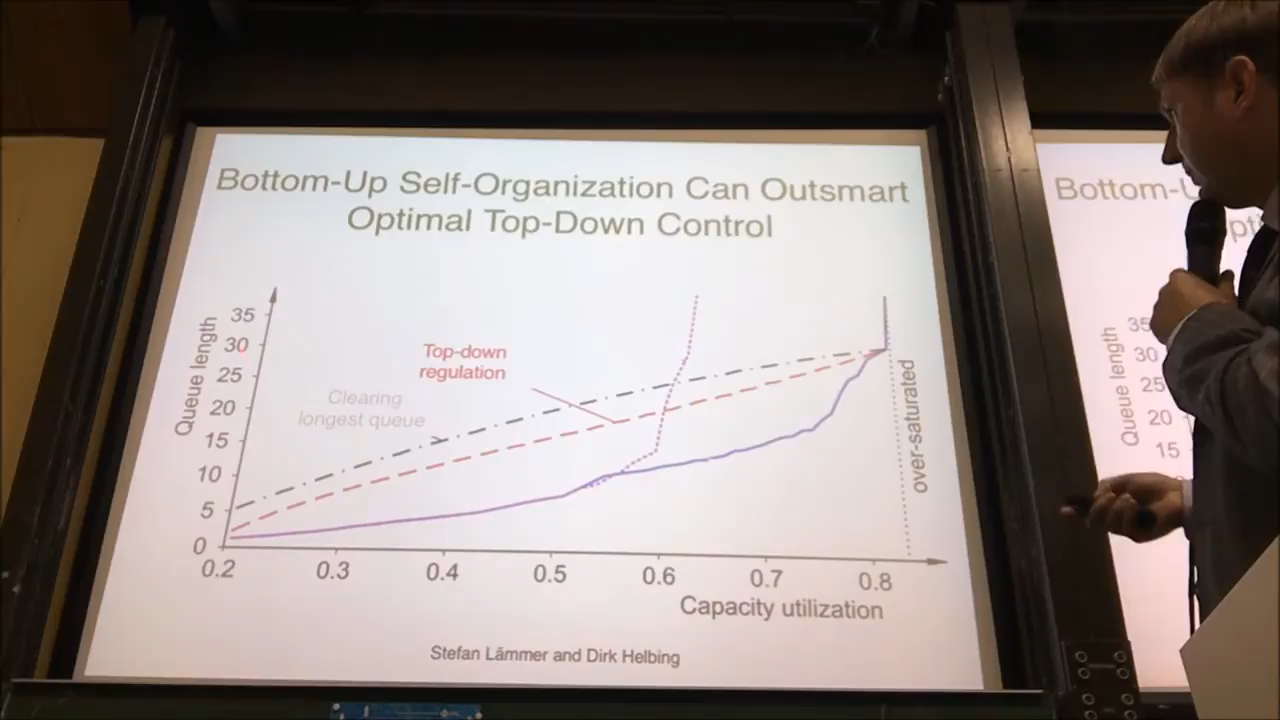 Bottom-Up Self-Organization Can Outsmart
Optimal Top-Down Control
Queue length
35
30
25
20
15
10
5
0
Top-down
regulation
Clearing
longest queue
over-saturated
0.2 0.3 0.4 0.5 0.6 0.7 0.8
Capacity utilization
Stefan Lämmer and Dirk Helbing
Bottom-U
pti
Queue length
35
30
25
20
15